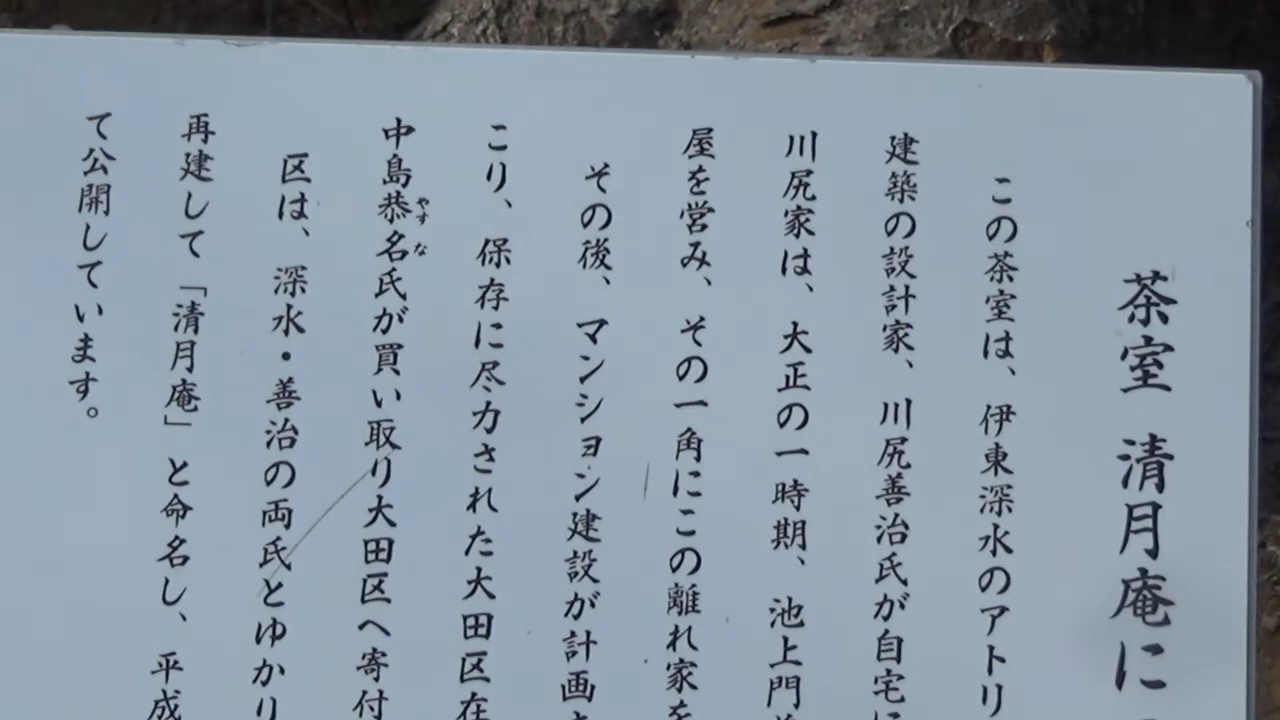 茶室 清月庵に
この茶室は、伊東深水のアトリ
建築の設計家、川尻善治氏が自宅に
川尻家は、大正の一時期、池上門
屋を営み、その一角にこの離れ家を
その後、マンション建設が計画
こり、保存に尽力された大田区在
中島恭名氏が買い取り大田区へ寄付
やす な
区は、深水・善治の両氏とゆかり
再建して「清月庵」と命名し、平成
て公開しています。